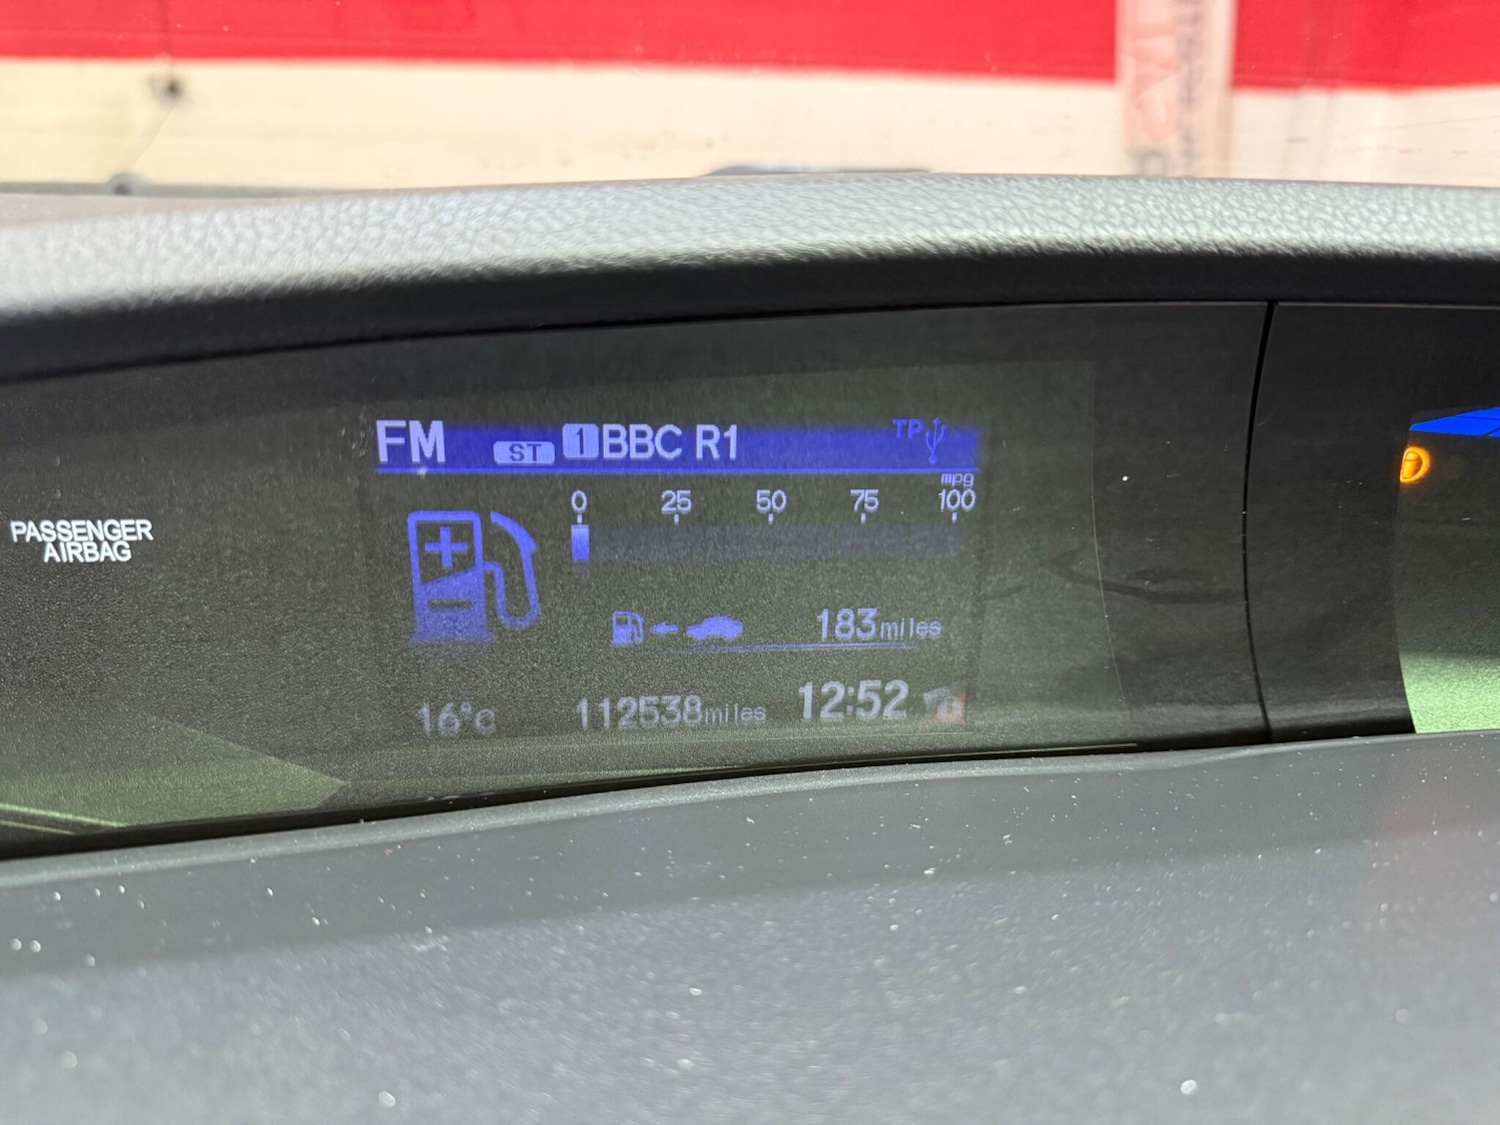 FM ST 1 BBC R1 TP
mpg
0 25 50 75 100
PASSENGER
AIRBAG
183miles
16°C 112538miles 12:52